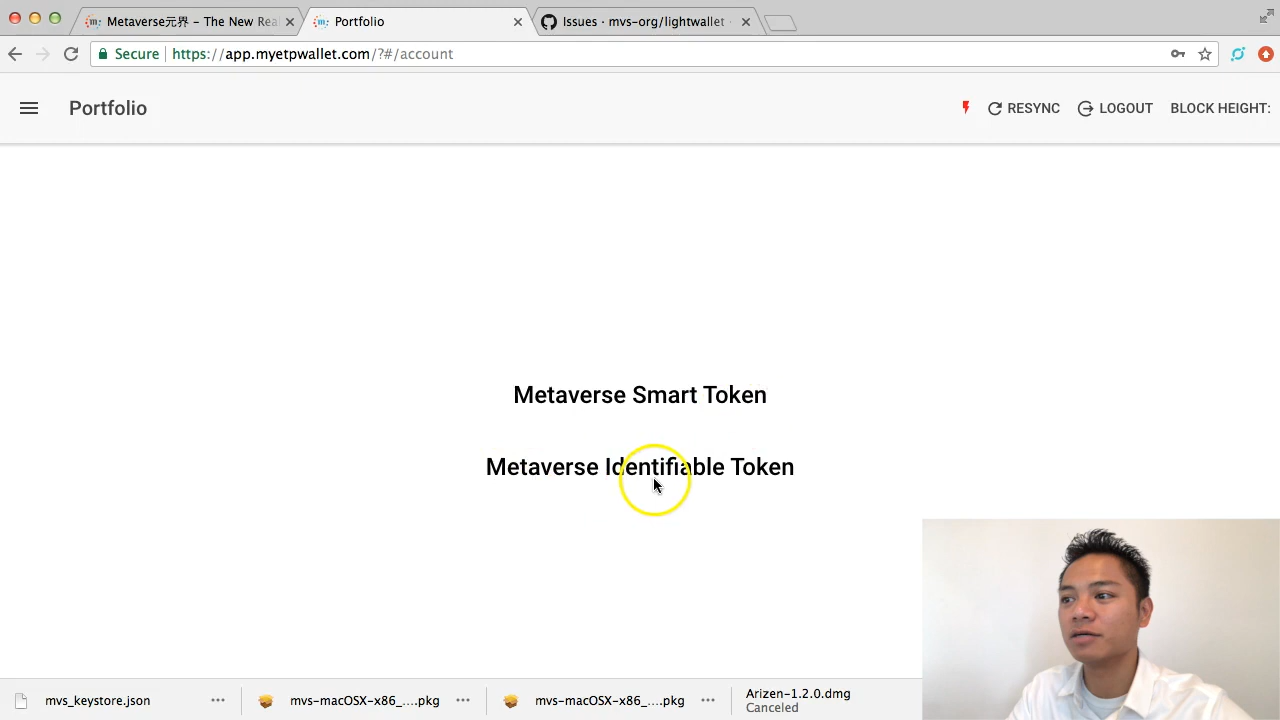 Metaverse元界 – The New Rea
Portfolio
Issues · mvs-org/lightwallet ·
Secure https://app.myetpwallet.com/?#/account
Portfolio
RESYNC
LOGOUT
BLOCK HEIGHT:
Metaverse Smart Token
Metaverse Identifiable Token
mvs_keystore.json
mvs-macOSX-x86_....pkg
mvs-macOSX-x86_....pkg
Arizen-1.2.0.dmg
Canceled